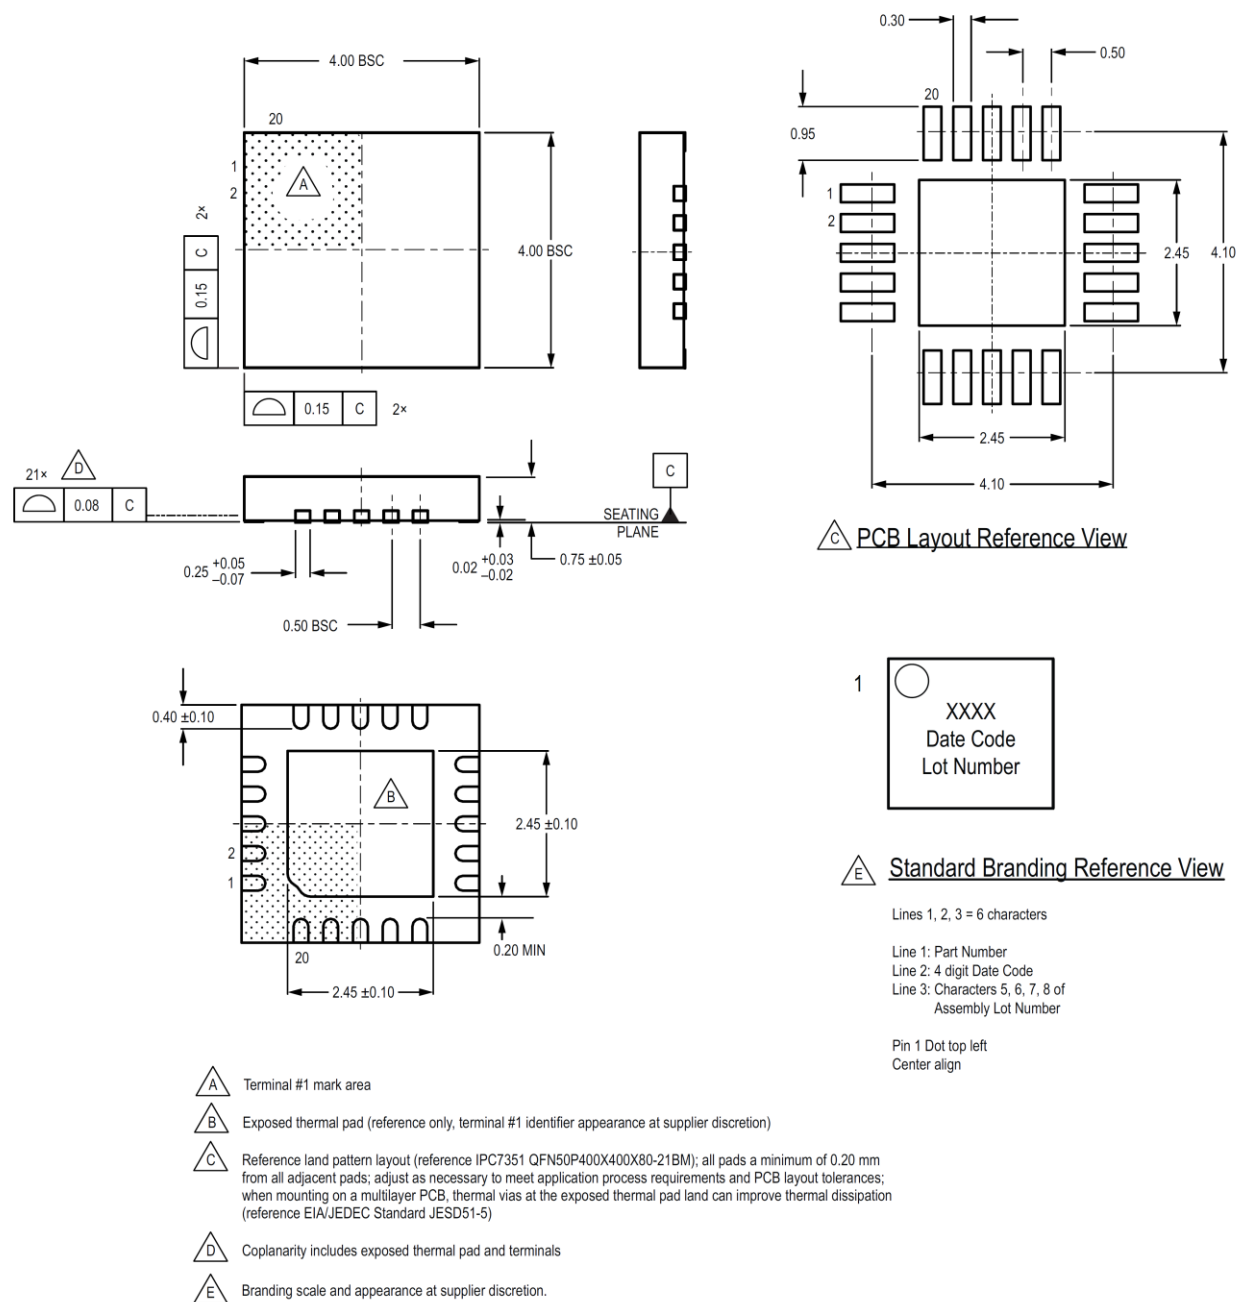 4.00 BSC
20
1
2
A
4.00 BSC
2×
C
0.15
0.15 C 2×
0.30
0.50
20
0.95
1
2
2.45
4.10
2.45
4.10
C PCB Layout Reference View
21× D
0.08 C
C
SEATING
PLANE
0.25 +0.05 –0.07
0.02 +0.03 –0.02
0.75 ±0.05
0.50 BSC
0.40 ±0.10
B
2.45 ±0.10
2
1
20
0.20 MIN
2.45 ±0.10
1
XXXX
Date Code
Lot Number
E Standard Branding Reference View
Lines 1, 2, 3 = 6 characters
Line 1: Part Number
Line 2: 4 digit Date Code
Line 3: Characters 5, 6, 7, 8 of
Assembly Lot Number
Pin 1 Dot top left
Center align
A Terminal #1 mark area
B Exposed thermal pad (reference only, terminal #1 identifier appearance at supplier discretion)
C Reference land pattern layout (reference IPC7351 QFN50P400X400X80-21BM); all pads a minimum of 0.20 mm
from all adjacent pads; adjust as necessary to meet application process requirements and PCB layout tolerances;
when mounting on a multilayer PCB, thermal vias at the exposed thermal pad land can improve thermal dissipation
(reference EIA/JEDEC Standard JESD51-5)
D Coplanarity includes exposed thermal pad and terminals
E Branding scale and appearance at supplier discretion.